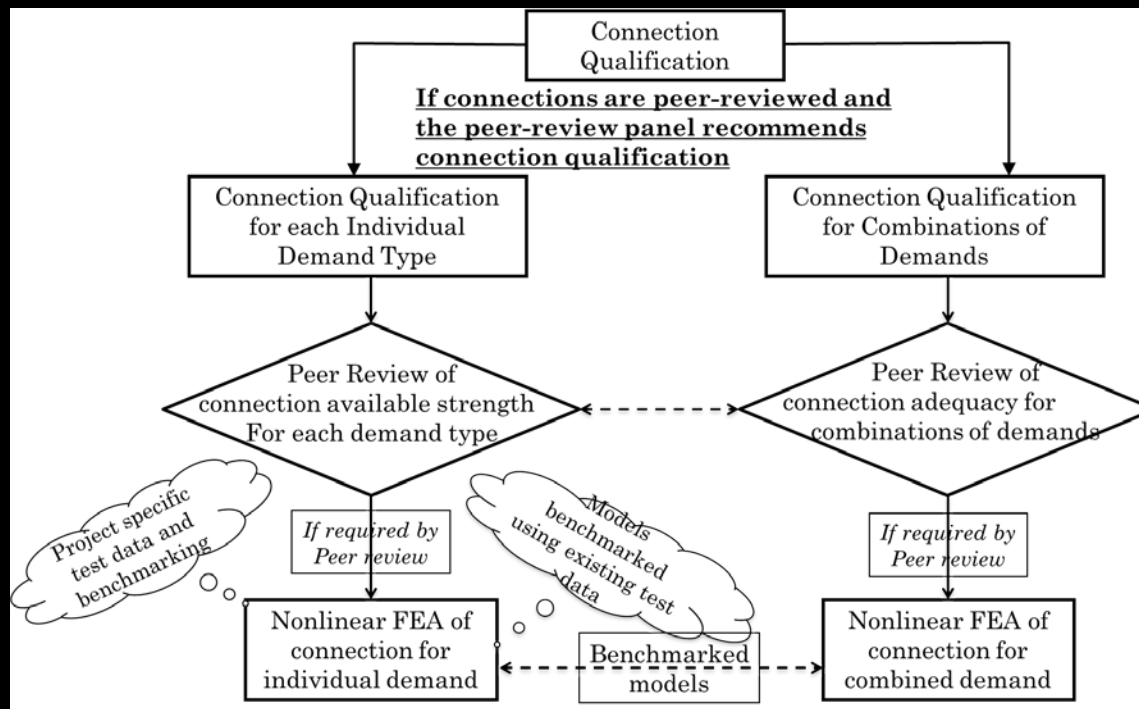 Connection
Qualification
If connections are peer-reviewed and
the peer-review panel recommends
connection qualification
Connection Qualification
for each Individual
Demand Type
Connection Qualification
for Combinations of
Demands
Peer Review of
connection available strength
For each demand type
Peer Review of
connection adequacy for
combinations of demands
Project specific
test data and
benchmarking
If required by
Peer review
Models
benchmarked
using existing test
data
If required by
Peer review
Nonlinear FEA of
connection for
individual demand
Benchmarked
models
Nonlinear FEA of
connection for
combined demand